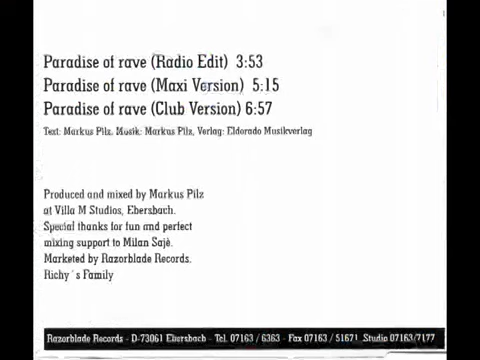 Paradise of rave (Radio Edit) 3:53
Paradise of rave (Maxi Version) 5:15
Paradise of rave (Club Version) 6:57
Text: Markus Pilz, Musik: Markus Pilz, Verlag: Eldorado Musikverlag
Produced and mixed by Markus Pilz
at Villa M Studios, Ebersbach.
Special thanks for fun and perfect
mixing support to Milan Sajè.
Marketed by Razorblade Records.
Richy´s Family
Razorblade Records - D-73061 Ebersbach - Tel. 07163 / 6363 - Fax 07163 / 51671 Studio 07163/7177